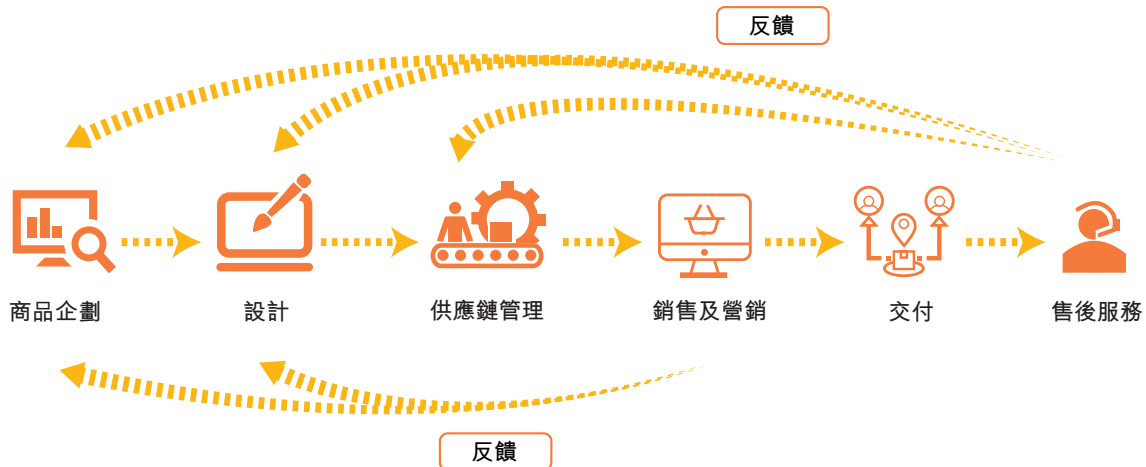 反饋
商品企劃
設計
供應鏈管理
銷售及營銷
交付
售後服務
反饋